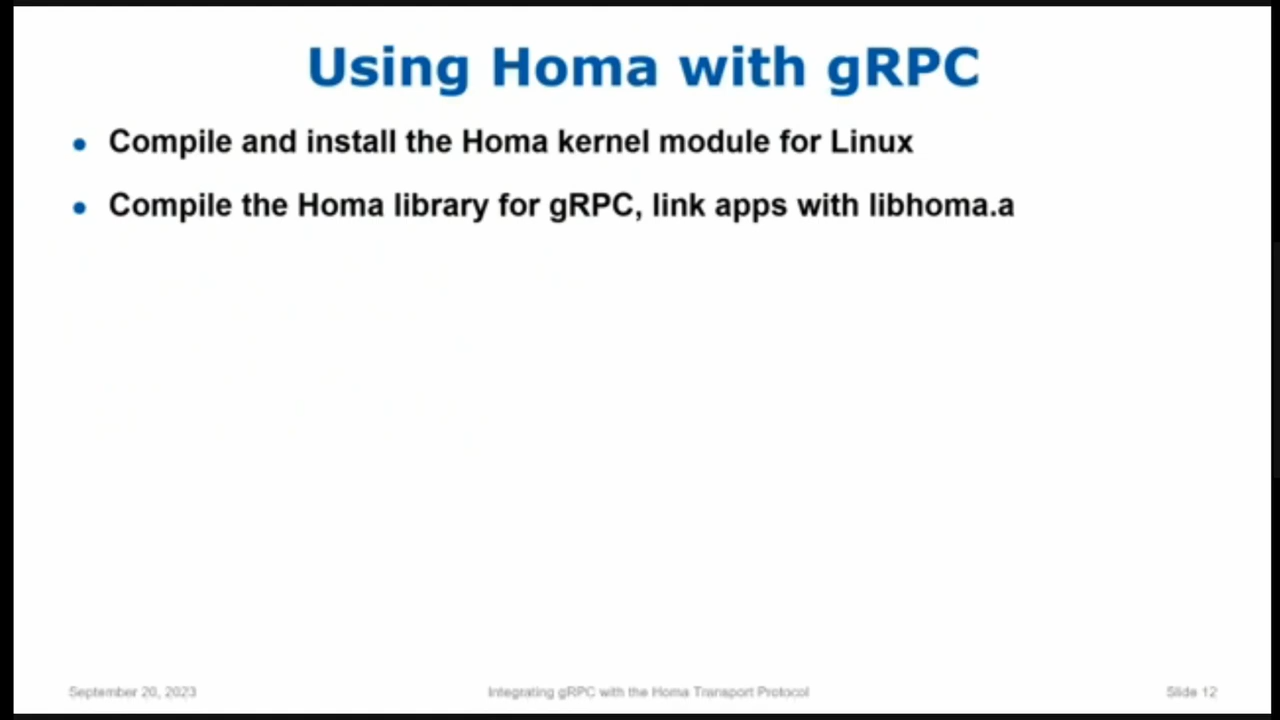 Using Homa with gRPC
• Compile and install the Homa kernel module for Linux
• Compile the Homa library for gRPC, link apps with libhoma.a
September 20, 2023
Integrating gRPC with the Homa Transport Protocol
Slide 12